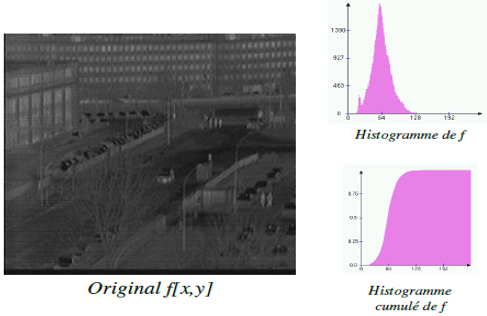 1390
927
463
0
0 64 128 192
Histogramme de f
0.75
0.5
0.25
0.0
0 64 128 192
Original f[x,y]
Histogramme
cumulé de f